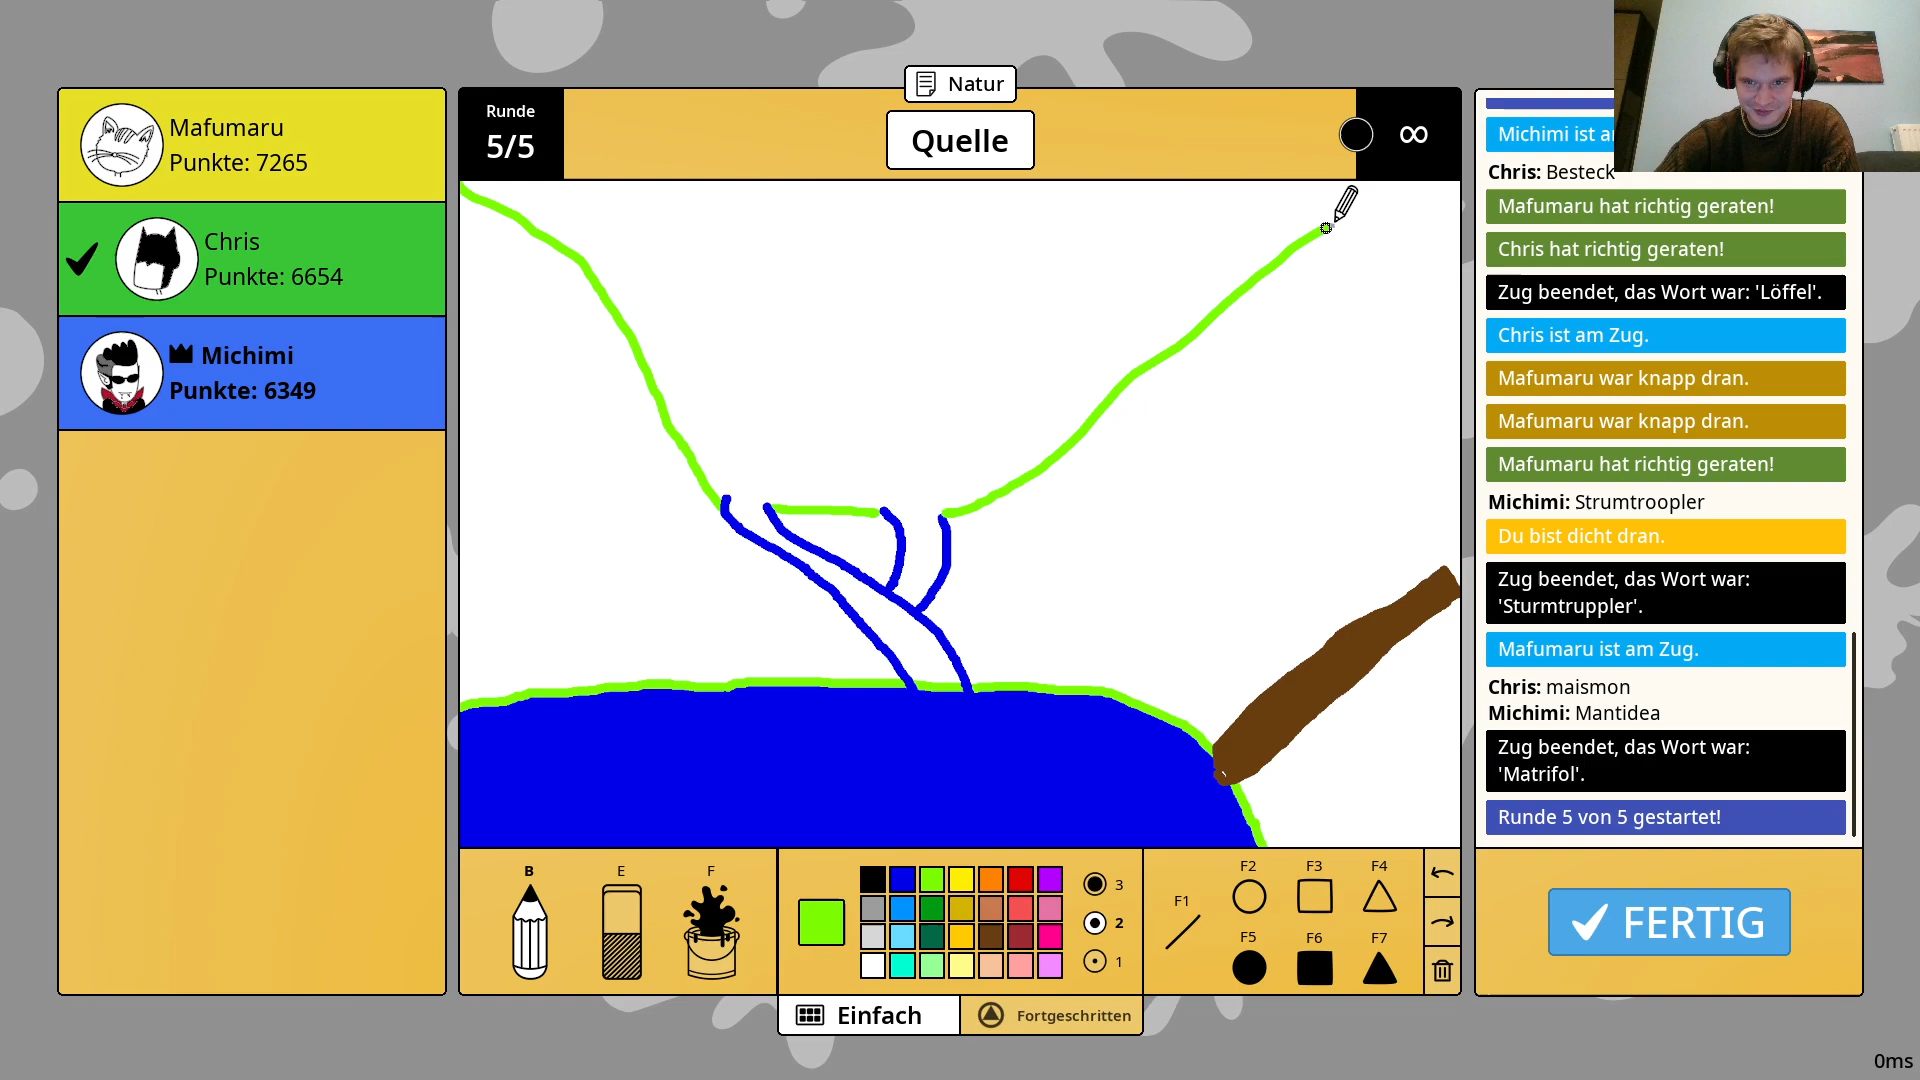 Natur
Quelle
Runde
5/5
∞
Mafumaru
Punkte: 7265
Chris
Punkte: 6654
Michimi
Punkte: 6349
Michimi ist
Chris: Besteck
Mafumaru hat richtig geraten!
Chris hat richtig geraten!
Zug beendet, das Wort war: 'Löffel'.
Chris ist am Zug.
Mafumaru war knapp dran.
Mafumaru war knapp dran.
Mafumaru hat richtig geraten!
Michimi: Strumtroopler
Du bist dicht dran.
Zug beendet, das Wort war:
'Sturmtruppler'.
Mafumaru ist am Zug.
Chris: maismon
Michimi: Mantidea
Zug beendet, das Wort war:
'Matrifol'.
Runde 5 von 5 gestartet!
B
E
F
3
2
1
F1
F2
F3
F4
F5
F6
F7
FERTIG
Einfach
Fortgeschritten
0ms